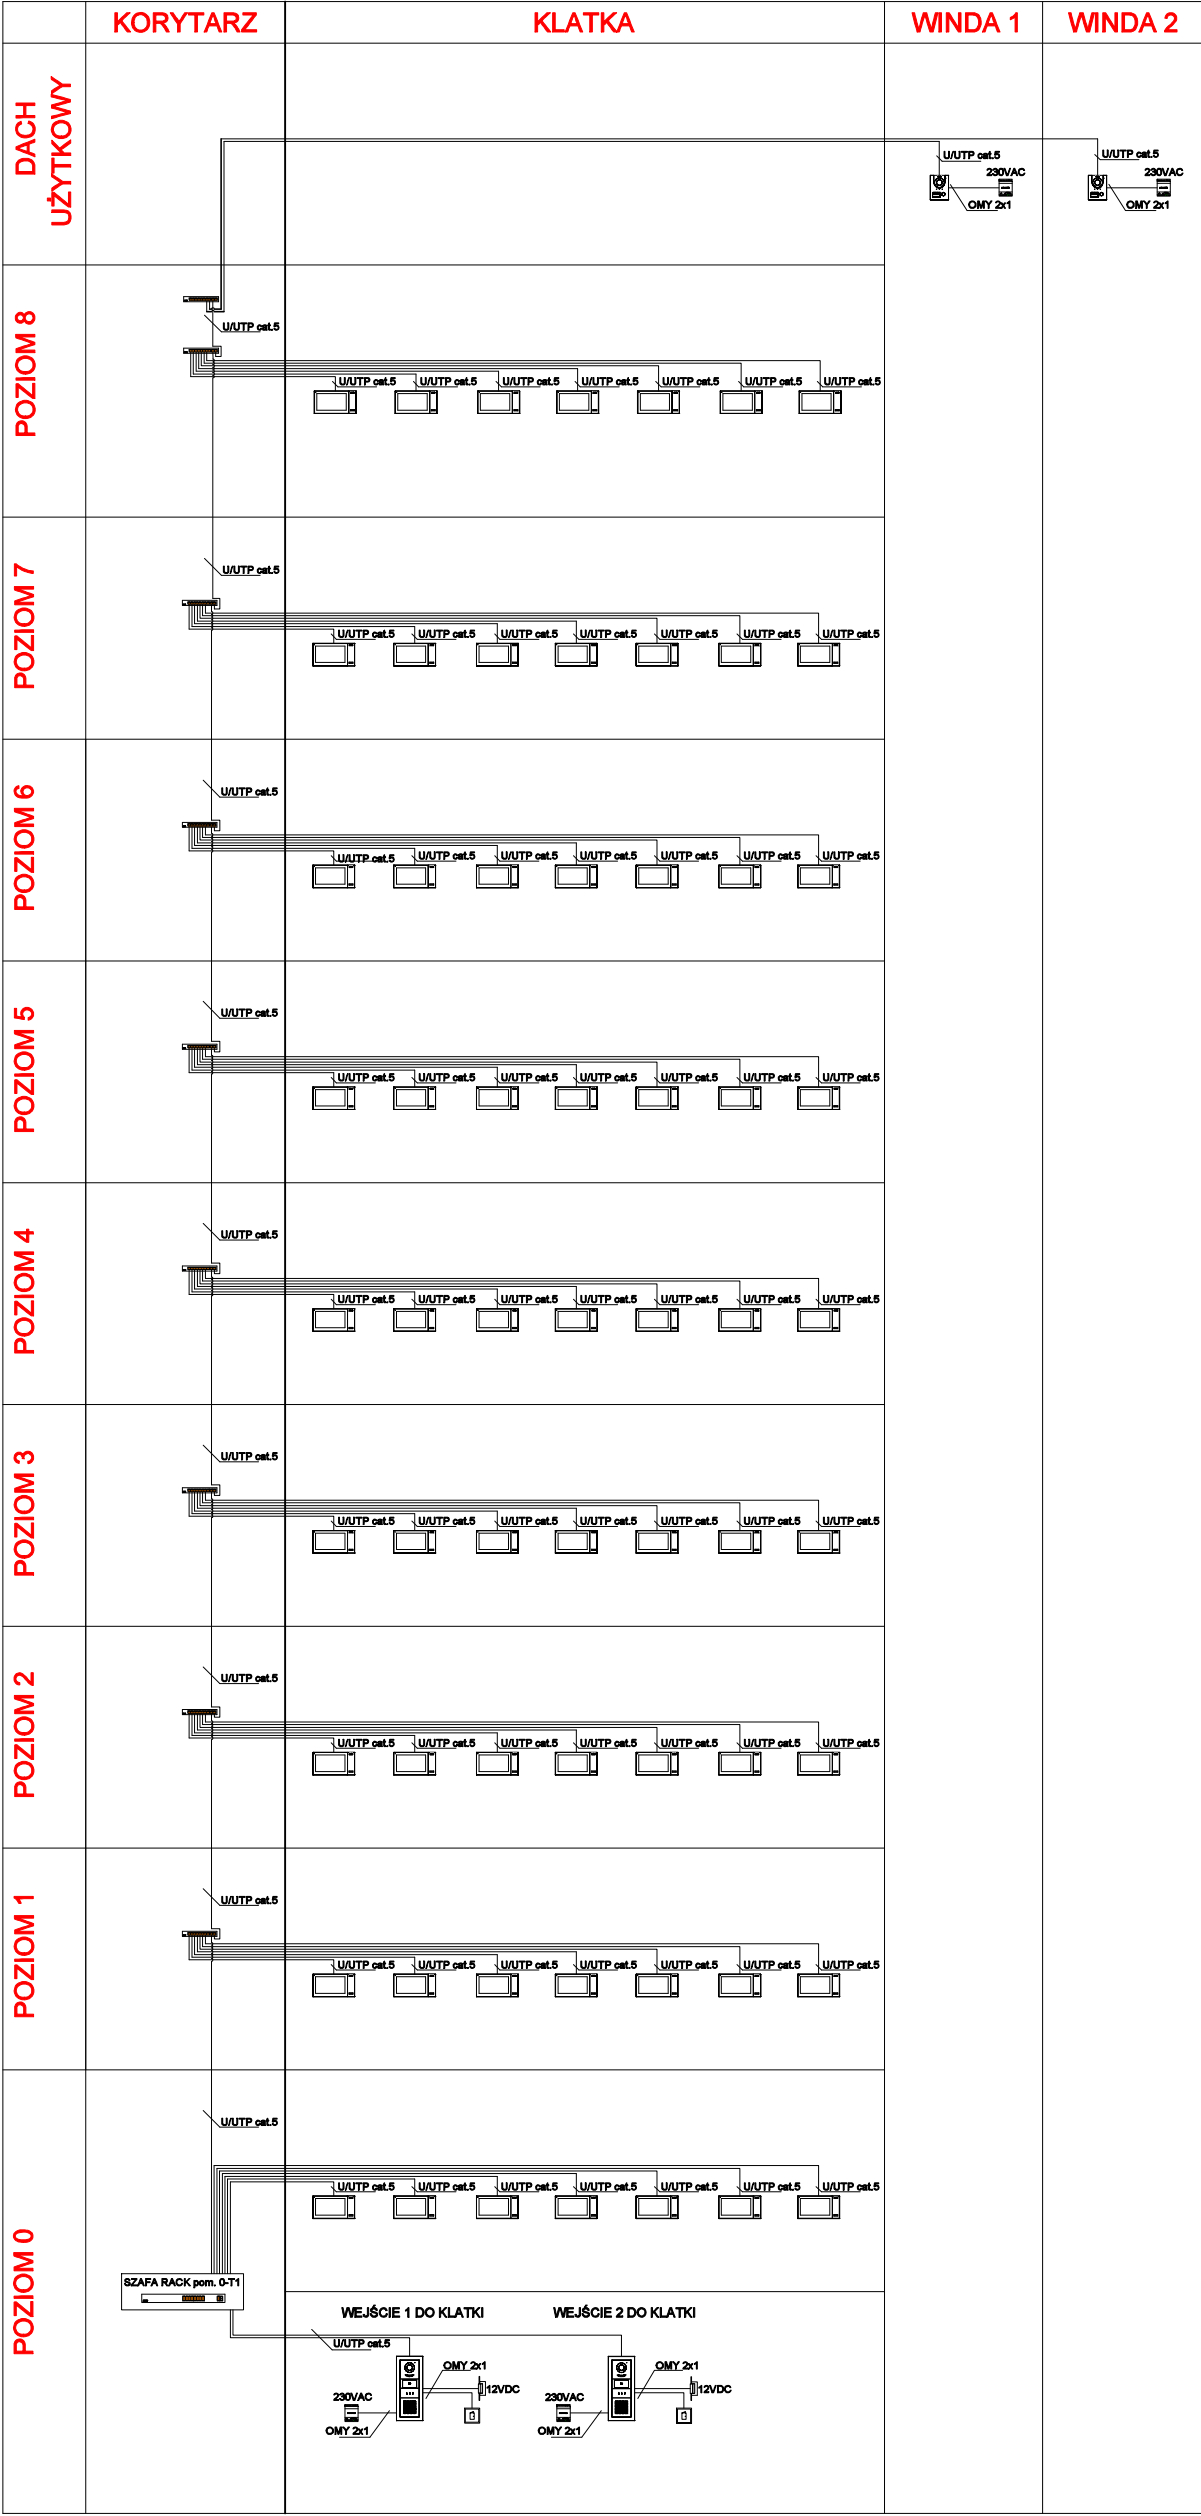 KORYTARZ KLATKA WINDA 1 WINDA 2
DACH
UŻYTKOWY
U/UTP cat.5 U/UTP cat.5
230VAC 230VAC
OMY 2x1 OMY 2x1
POZIOM 8
U/UTP cat.5
U/UTP cat.5 U/UTP cat.5 U/UTP cat.5 U/UTP cat.5 U/UTP cat.5 U/UTP cat.5 U/UTP cat.5
POZIOM 7
U/UTP cat.5
U/UTP cat.5 U/UTP cat.5 U/UTP cat.5 U/UTP cat.5 U/UTP cat.5 U/UTP cat.5 U/UTP cat.5
POZIOM 6
U/UTP cat.5
U/UTP cat.5 U/UTP cat.5 U/UTP cat.5 U/UTP cat.5 U/UTP cat.5 U/UTP cat.5 U/UTP cat.5
POZIOM 5
U/UTP cat.5
U/UTP cat.5 U/UTP cat.5 U/UTP cat.5 U/UTP cat.5 U/UTP cat.5 U/UTP cat.5 U/UTP cat.5
POZIOM 4
U/UTP cat.5
U/UTP cat.5 U/UTP cat.5 U/UTP cat.5 U/UTP cat.5 U/UTP cat.5 U/UTP cat.5 U/UTP cat.5
POZIOM 3
U/UTP cat.5
U/UTP cat.5 U/UTP cat.5 U/UTP cat.5 U/UTP cat.5 U/UTP cat.5 U/UTP cat.5 U/UTP cat.5
POZIOM 2
U/UTP cat.5
U/UTP cat.5 U/UTP cat.5 U/UTP cat.5 U/UTP cat.5 U/UTP cat.5 U/UTP cat.5 U/UTP cat.5
POZIOM 1
U/UTP cat.5
U/UTP cat.5 U/UTP cat.5 U/UTP cat.5 U/UTP cat.5 U/UTP cat.5 U/UTP cat.5 U/UTP cat.5
POZIOM 0
U/UTP cat.5
U/UTP cat.5 U/UTP cat.5 U/UTP cat.5 U/UTP cat.5 U/UTP cat.5 U/UTP cat.5 U/UTP cat.5
SZAFA RACK pom. 0-T1
WEJŚCIE 1 DO KLATKI WEJŚCIE 2 DO KLATKI
U/UTP cat.5
OMY 2x1 OMY 2x1
12VDC 12VDC
230VAC 230VAC
OMY 2x1 OMY 2x1